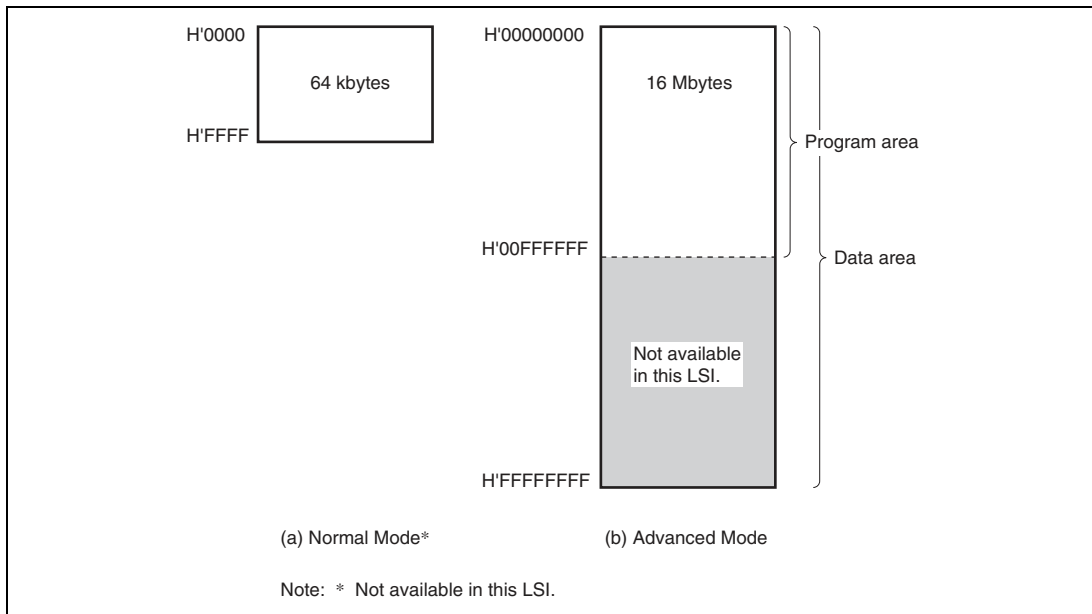 H'0000
64 kbytes
H'FFFF
H'00000000
16 Mbytes
Program area
H'00FFFFFF
Data area
Not available
in this LSI.
H'FFFFFFFF
(a) Normal Mode*
(b) Advanced Mode
Note: * Not available in this LSI.